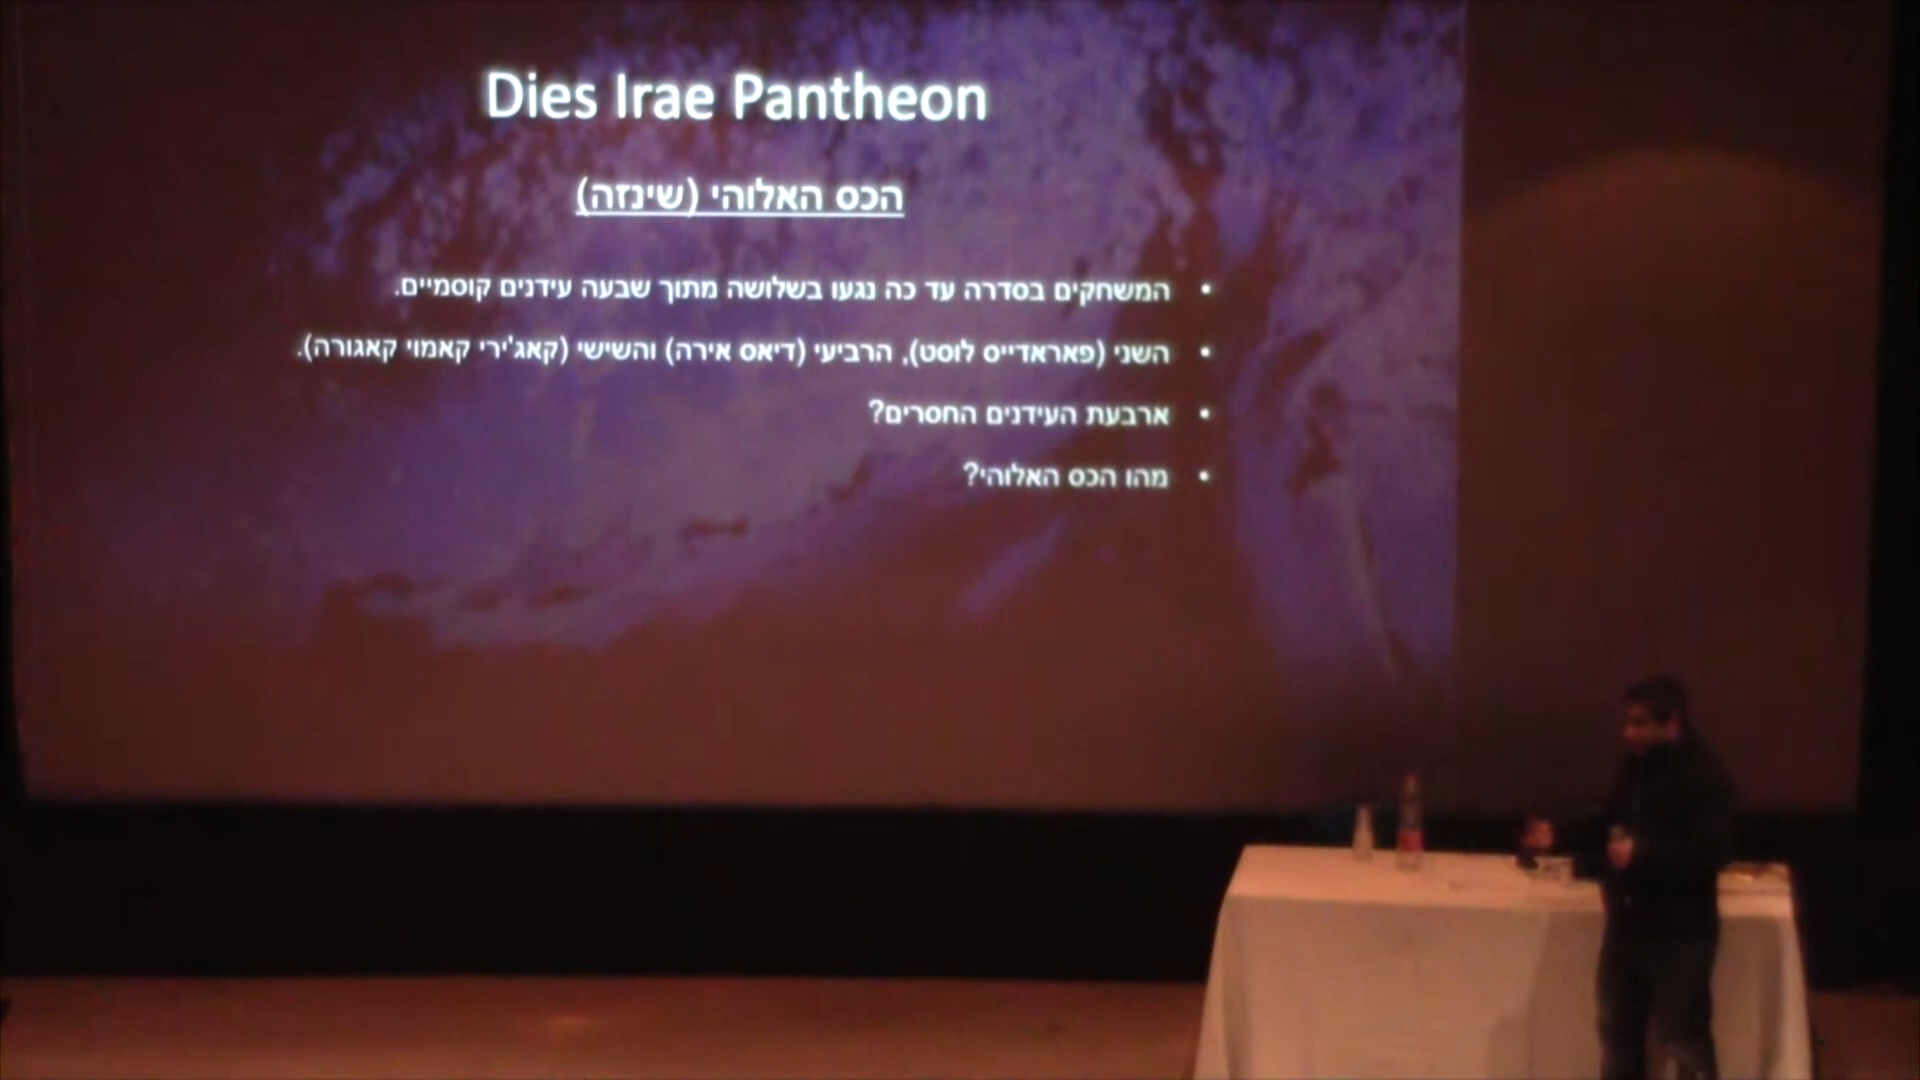 Dies Irae Pantheon
הכס האלוהי (שינזה)
• המשחקים בסדרה עד כה נגעו בשלושה מתוך שבעה עידנים קוסמיים.
• השני (פאראדייס לוסט), הרביעי (דיאס אירה) והשישי (קאג'ירי קאמוי קאגורה).
• ארבעת העידנים החסרים?
• מהו הכס האלוהי?